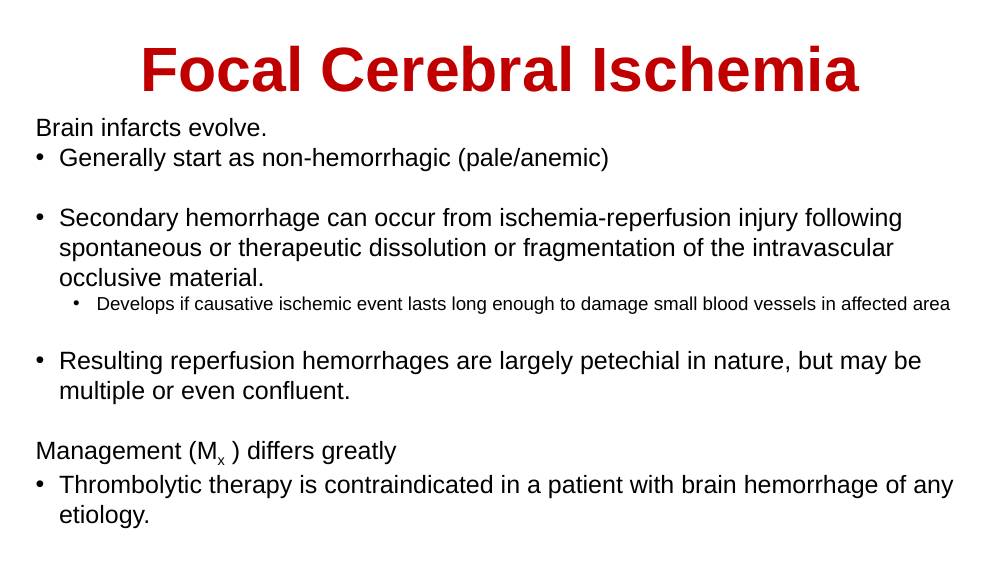 Focal Cerebral Ischemia
Brain infarcts evolve.
• Generally start as non-hemorrhagic (pale/anemic)
• Secondary hemorrhage can occur from ischemia-reperfusion injury following
spontaneous or therapeutic dissolution or fragmentation of the intravascular
occlusive material.
• Develops if causative ischemic event lasts long enough to damage small blood vessels in affected area
• Resulting reperfusion hemorrhages are largely petechial in nature, but may be
multiple or even confluent.
Management (Mx ) differs greatly
• Thrombolytic therapy is contraindicated in a patient with brain hemorrhage of any
etiology.